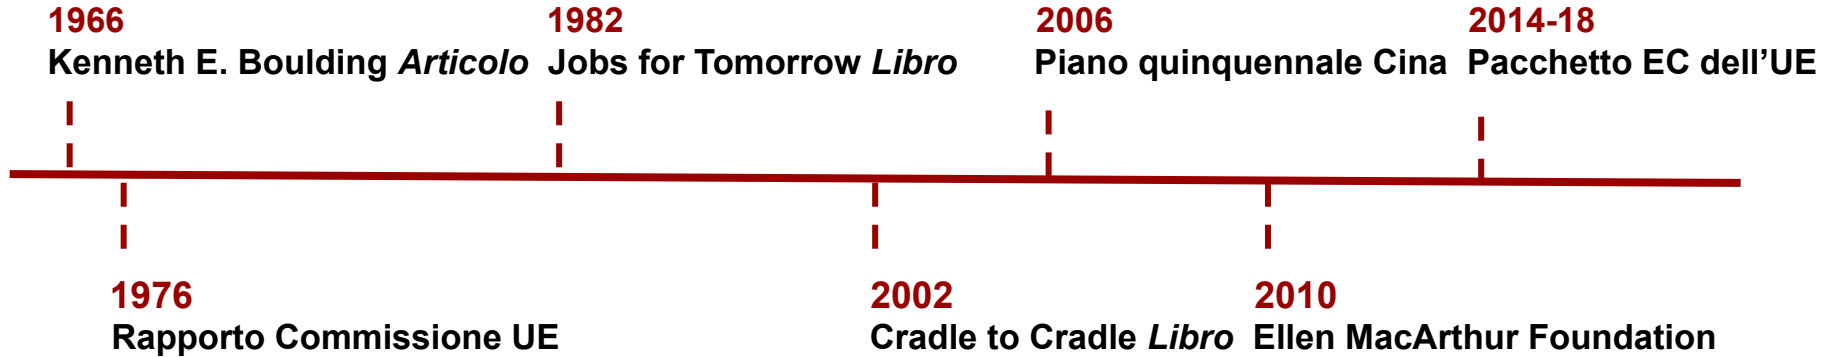 1966
Kenneth E. Boulding Articolo
1982
Jobs for Tomorrow Libro
2006
Piano quinquennale Cina
2014-18
Pacchetto EC dell’UE
1976
Rapporto Commissione UE
2002
Cradle to Cradle Libro
2010
Ellen MacArthur Foundation